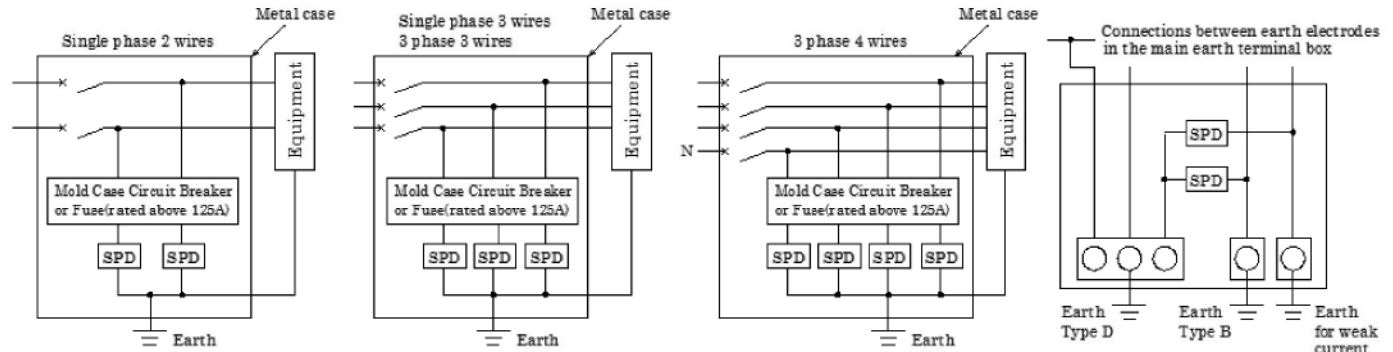 Single phase 2 wires
Metal case
Equipment
Mold Case Circuit Breaker
or Fuse(rated above 125A)
SPD
SPD
Earth
Single phase 3 wires
3 phase 3 wires
Metal case
Equipment
Mold Case Circuit Breaker
or Fuse(rated above 125A)
SPD
SPD
SPD
Earth
3 phase 4 wires
Metal case
N
Equipment
Mold Case Circuit Breaker
or Fuse(rated above 125A)
SPD
SPD
SPD
SPD
Earth
Connections between earth electrodes
in the main earth terminal box
SPD
SPD
Earth
Type D
Earth
Type B
Earth
for weak
current